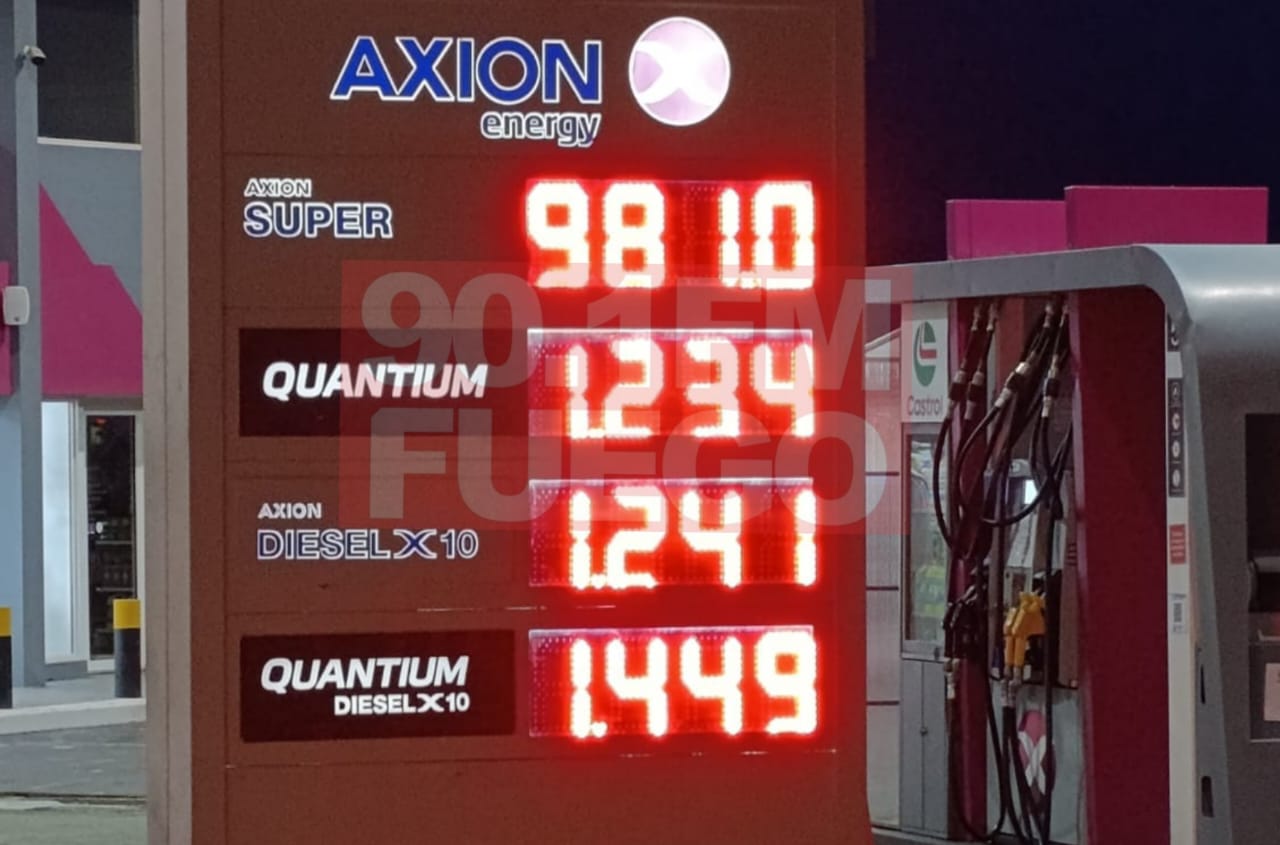 AXION
energy
AXION
SUPER
981.0
90.1 FM
FUEGO
QUANTIUM
1.234
AXION
DIESEL X10
1.241
QUANTIUM
DIESEL X10
1.449
Castrol